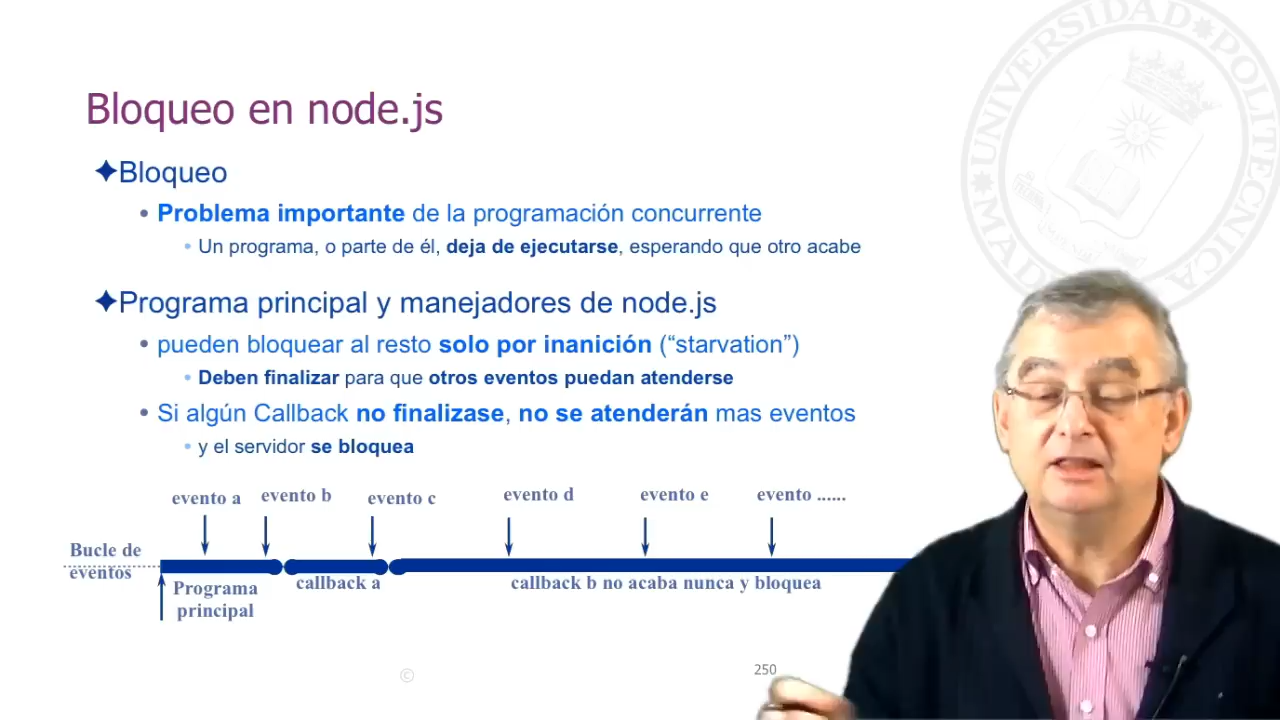 UNIVERSIDAD POLITECNICA MADRID
Bloqueo en node.js
✦Bloqueo
• Problema importante de la programación concurrente
• Un programa, o parte de él, deja de ejecutarse, esperando que otro acabe
✦Programa principal y manejadores de node.js
• pueden bloquear al resto solo por inanición (“starvation”)
• Deben finalizar para que otros eventos puedan atenderse
• Si algún Callback no finalizase, no se atenderán mas eventos
• y el servidor se bloquea
evento a evento b evento c evento d evento e evento ......
Bucle de
eventos
Programa
principal
callback a
callback b no acaba nunca y bloquea
©
250